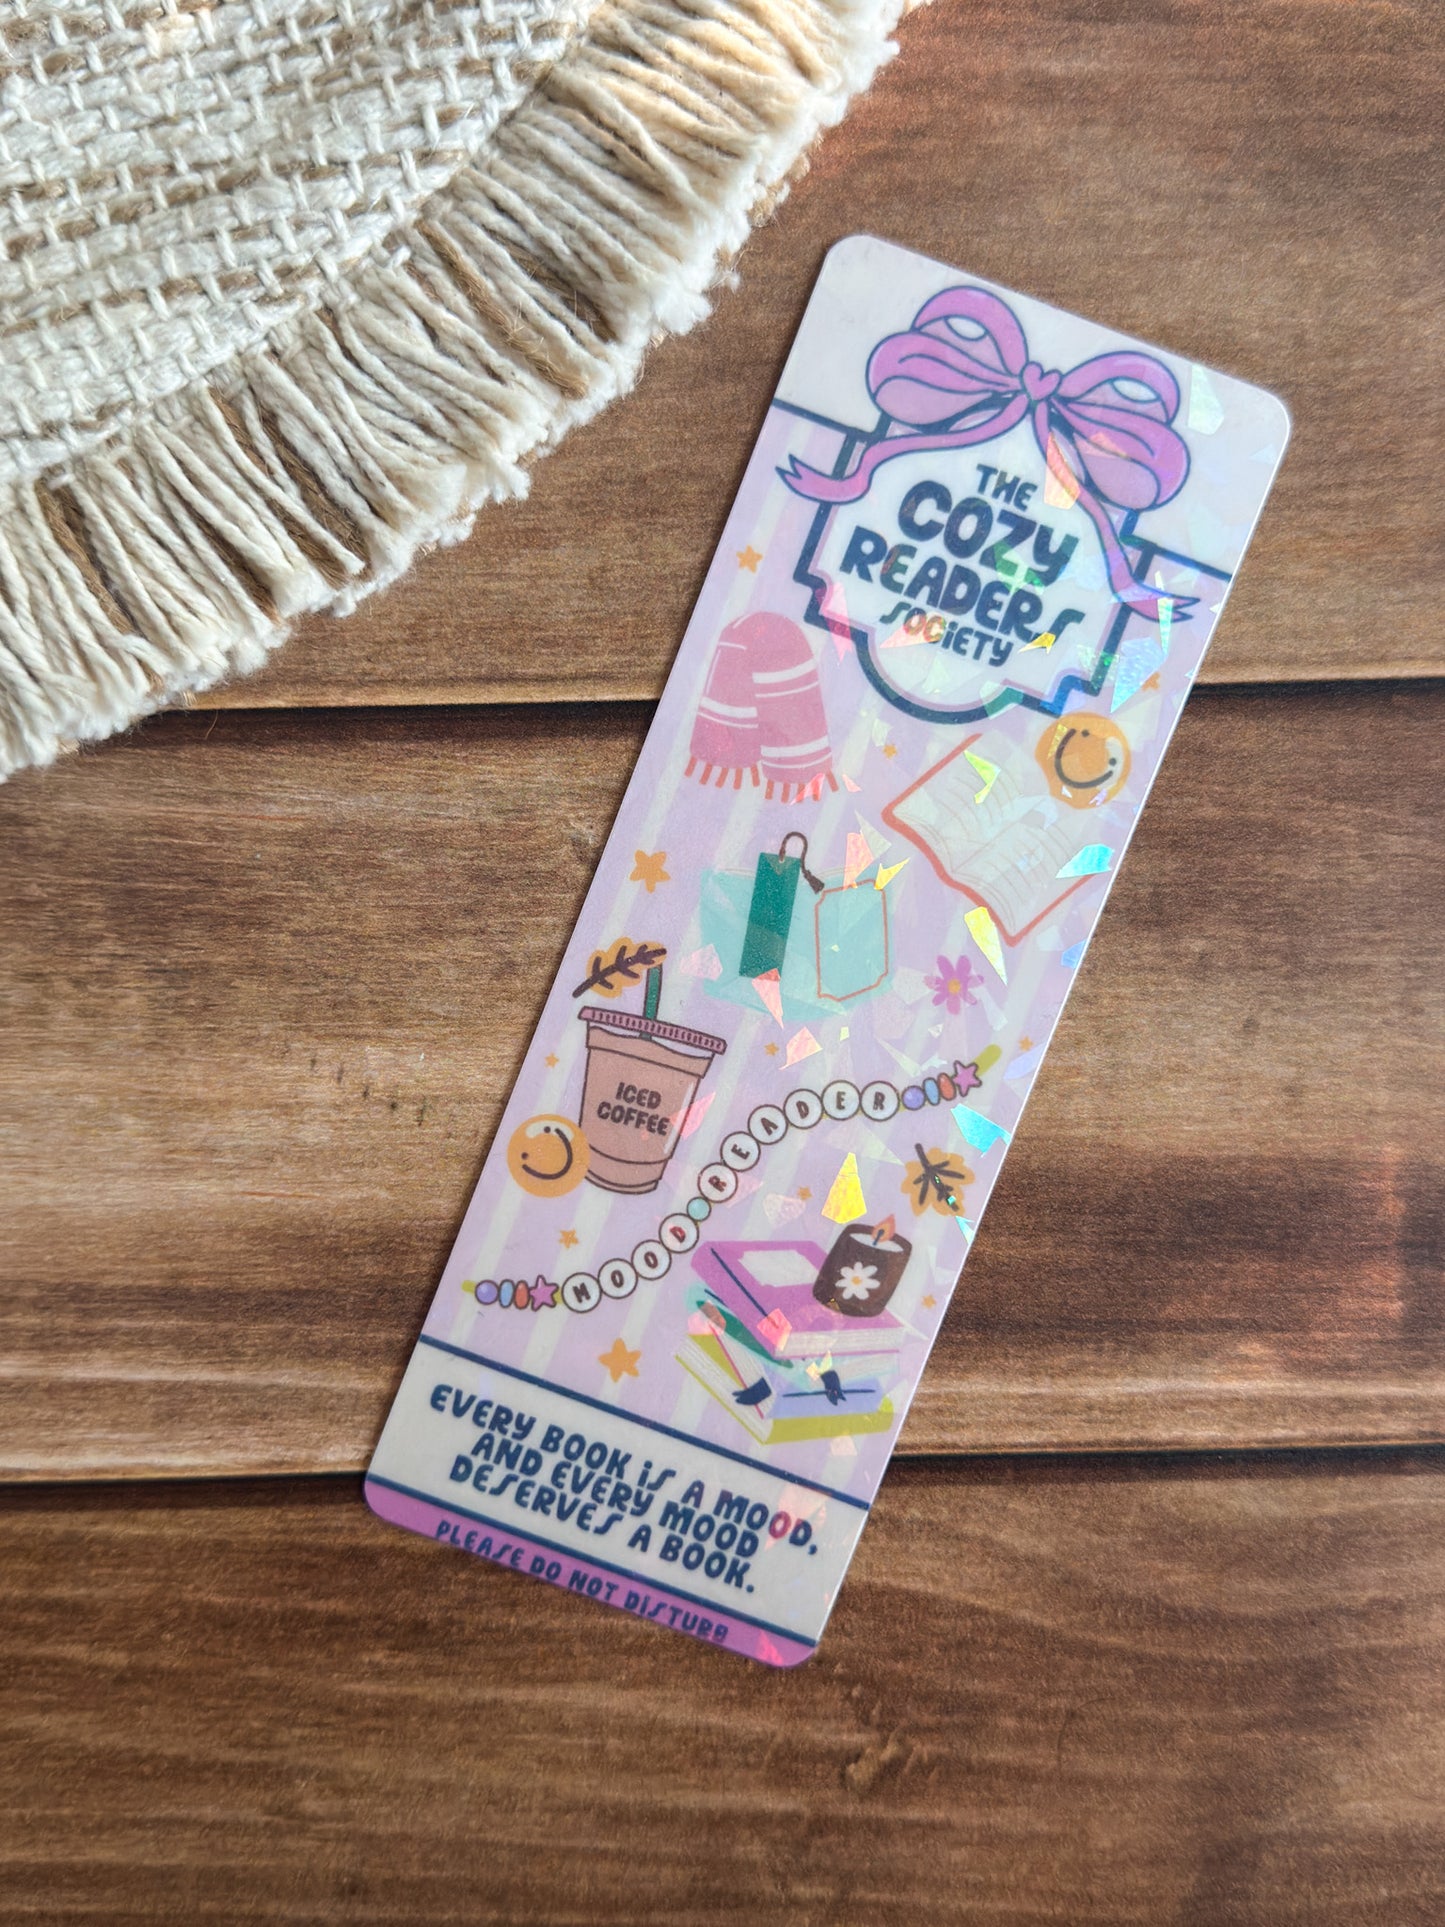 THE
COZY
READERS
SOCIETY
ICED
COFFEE
MOOD READER
EVERY BOOK IS A MOOD,
AND EVERY MOOD
DESERVES A BOOK.
PLEASE DO NOT DISTURB